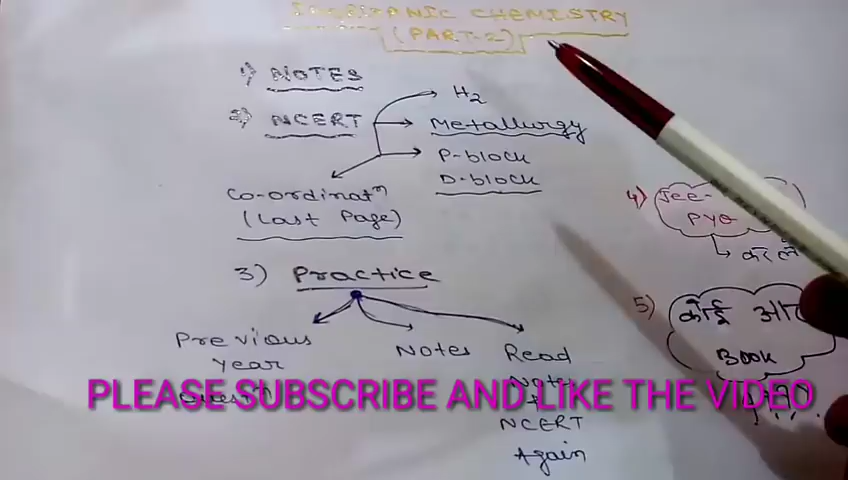 INORGANIC CHEMISTRY
(PART-2)
1) NOTES
2) NCERT
H2
Metallurgy
P-block
D-block
Co-ordinatn
(Last Page)
3) Practice
Previous
year
Notes
Read
Notes
+
NCERT
Again
4) Jee-
PYQ
5) कोई
Book
PLEASE SUBSCRIBE AND LIKE THE VIDEO